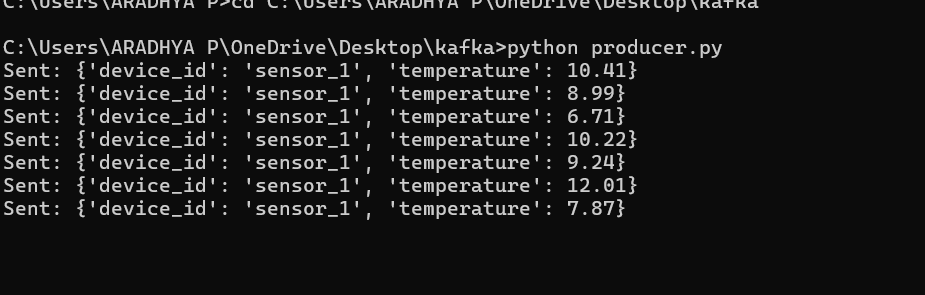 C:\Users\ARADHYA P>cd C:\Users\ARADHYA P\OneDrive\Desktop\kafka
C:\Users\ARADHYA P\OneDrive\Desktop\kafka>python producer.py
Sent: {'device_id': 'sensor_1', 'temperature': 10.41}
Sent: {'device_id': 'sensor_1', 'temperature': 8.99}
Sent: {'device_id': 'sensor_1', 'temperature': 6.71}
Sent: {'device_id': 'sensor_1', 'temperature': 10.22}
Sent: {'device_id': 'sensor_1', 'temperature': 9.24}
Sent: {'device_id': 'sensor_1', 'temperature': 12.01}
Sent: {'device_id': 'sensor_1', 'temperature': 7.87}